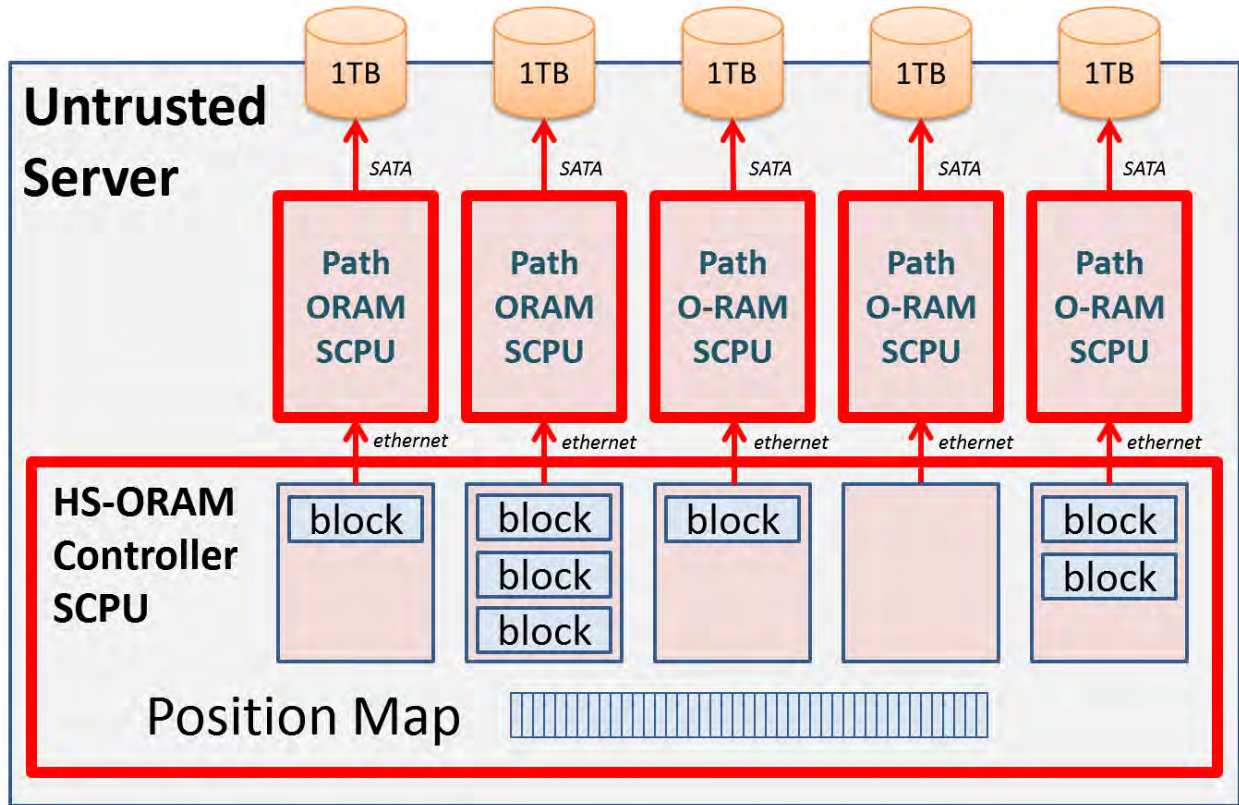 1TB 1TB 1TB 1TB 1TB
Untrusted
Server
SATA SATA SATA SATA SATA
Path Path Path Path Path
ORAM ORAM O-RAM O-RAM O-RAM
SCPU SCPU SCPU SCPU SCPU
ethernet ethernet ethernet ethernet ethernet
HS-ORAM
Controller
SCPU
block block block block
block block
block
Position Map